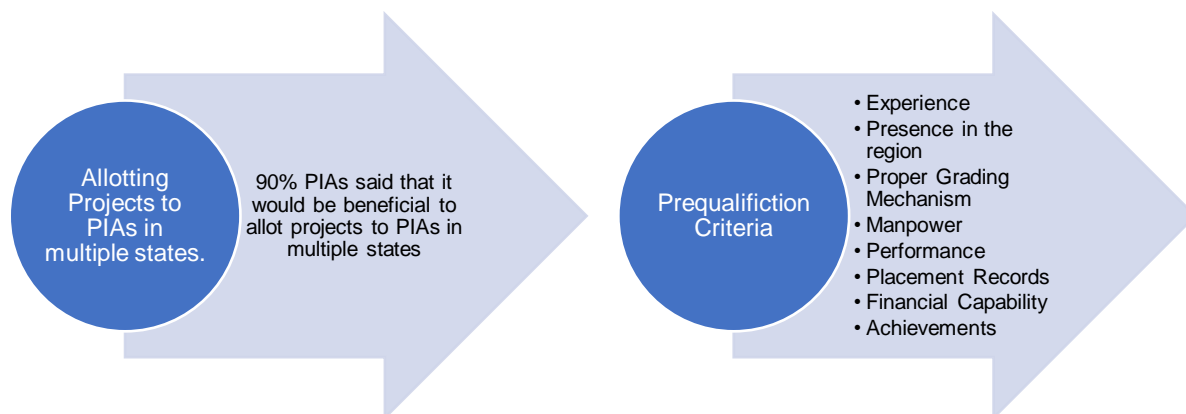 Allotting
Projects to
PIAs in
multiple states.
90% PIAs said that it
would be beneficial to
allot projects to PIAs in
multiple states
Prequalifiction
Criteria
• Experience
• Presence in the
region
• Proper Grading
Mechanism
• Manpower
• Performance
• Placement Records
• Financial Capability
• Achievements